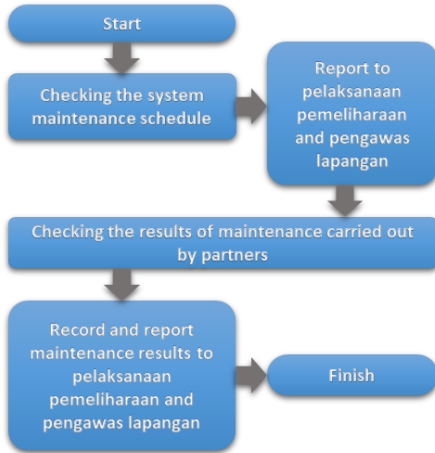 Start
Checking the system
maintenance schedule
Report to
pelaksanaan
pemeliharaan
and pengawas
lapangan
Checking the results of maintenance carried out
by partners
Record and report
maintenance results to
pelaksanaan
pemeliharaan and
pengawas lapangan
Finish